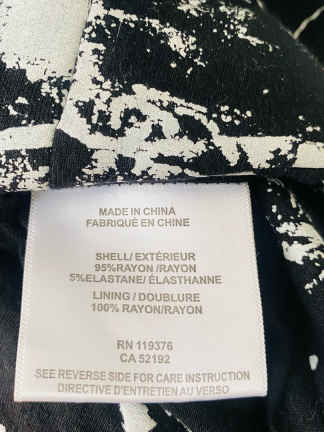 MADE IN CHINA
FABRIQUÉ EN CHINE
SHELL/ EXTÉRIEUR
95%RAYON /RAYON
5%ELASTANE/ ÉLASTHANNE
LINING / DOUBLURE
100% RAYON/RAYON
RN 119376
CA 52192
SEE REVERSE SIDE FOR CARE INSTRUCTION
DIRECTIVE D'ENTRETIEN AU VERSO